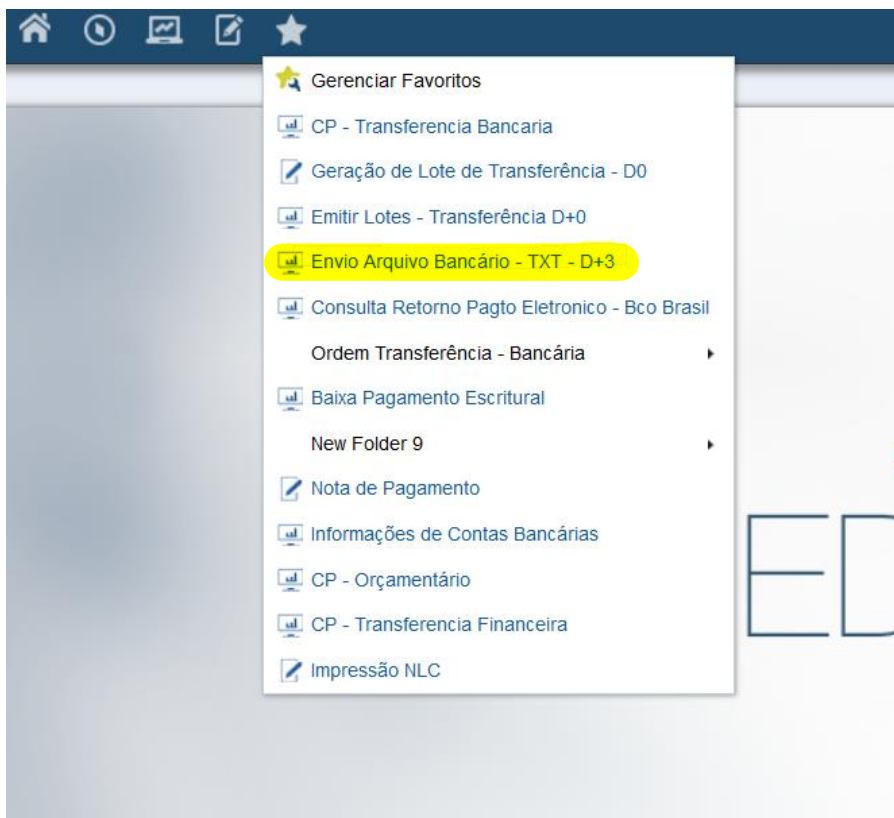 Gerenciar Favoritos
CP - Transferencia Bancaria
Geração de Lote de Transferência - D0
Emitir Lotes - Transferência D+0
Envio Arquivo Bancário - TXT - D+3
Consulta Retorno Pagto Eletronico - Bco Brasil
Ordem Transferência - Bancária
Baixa Pagamento Escritural
New Folder 9
Nota de Pagamento
Informações de Contas Bancárias
CP - Orçamentário
CP - Transferencia Financeira
Impressão NLC